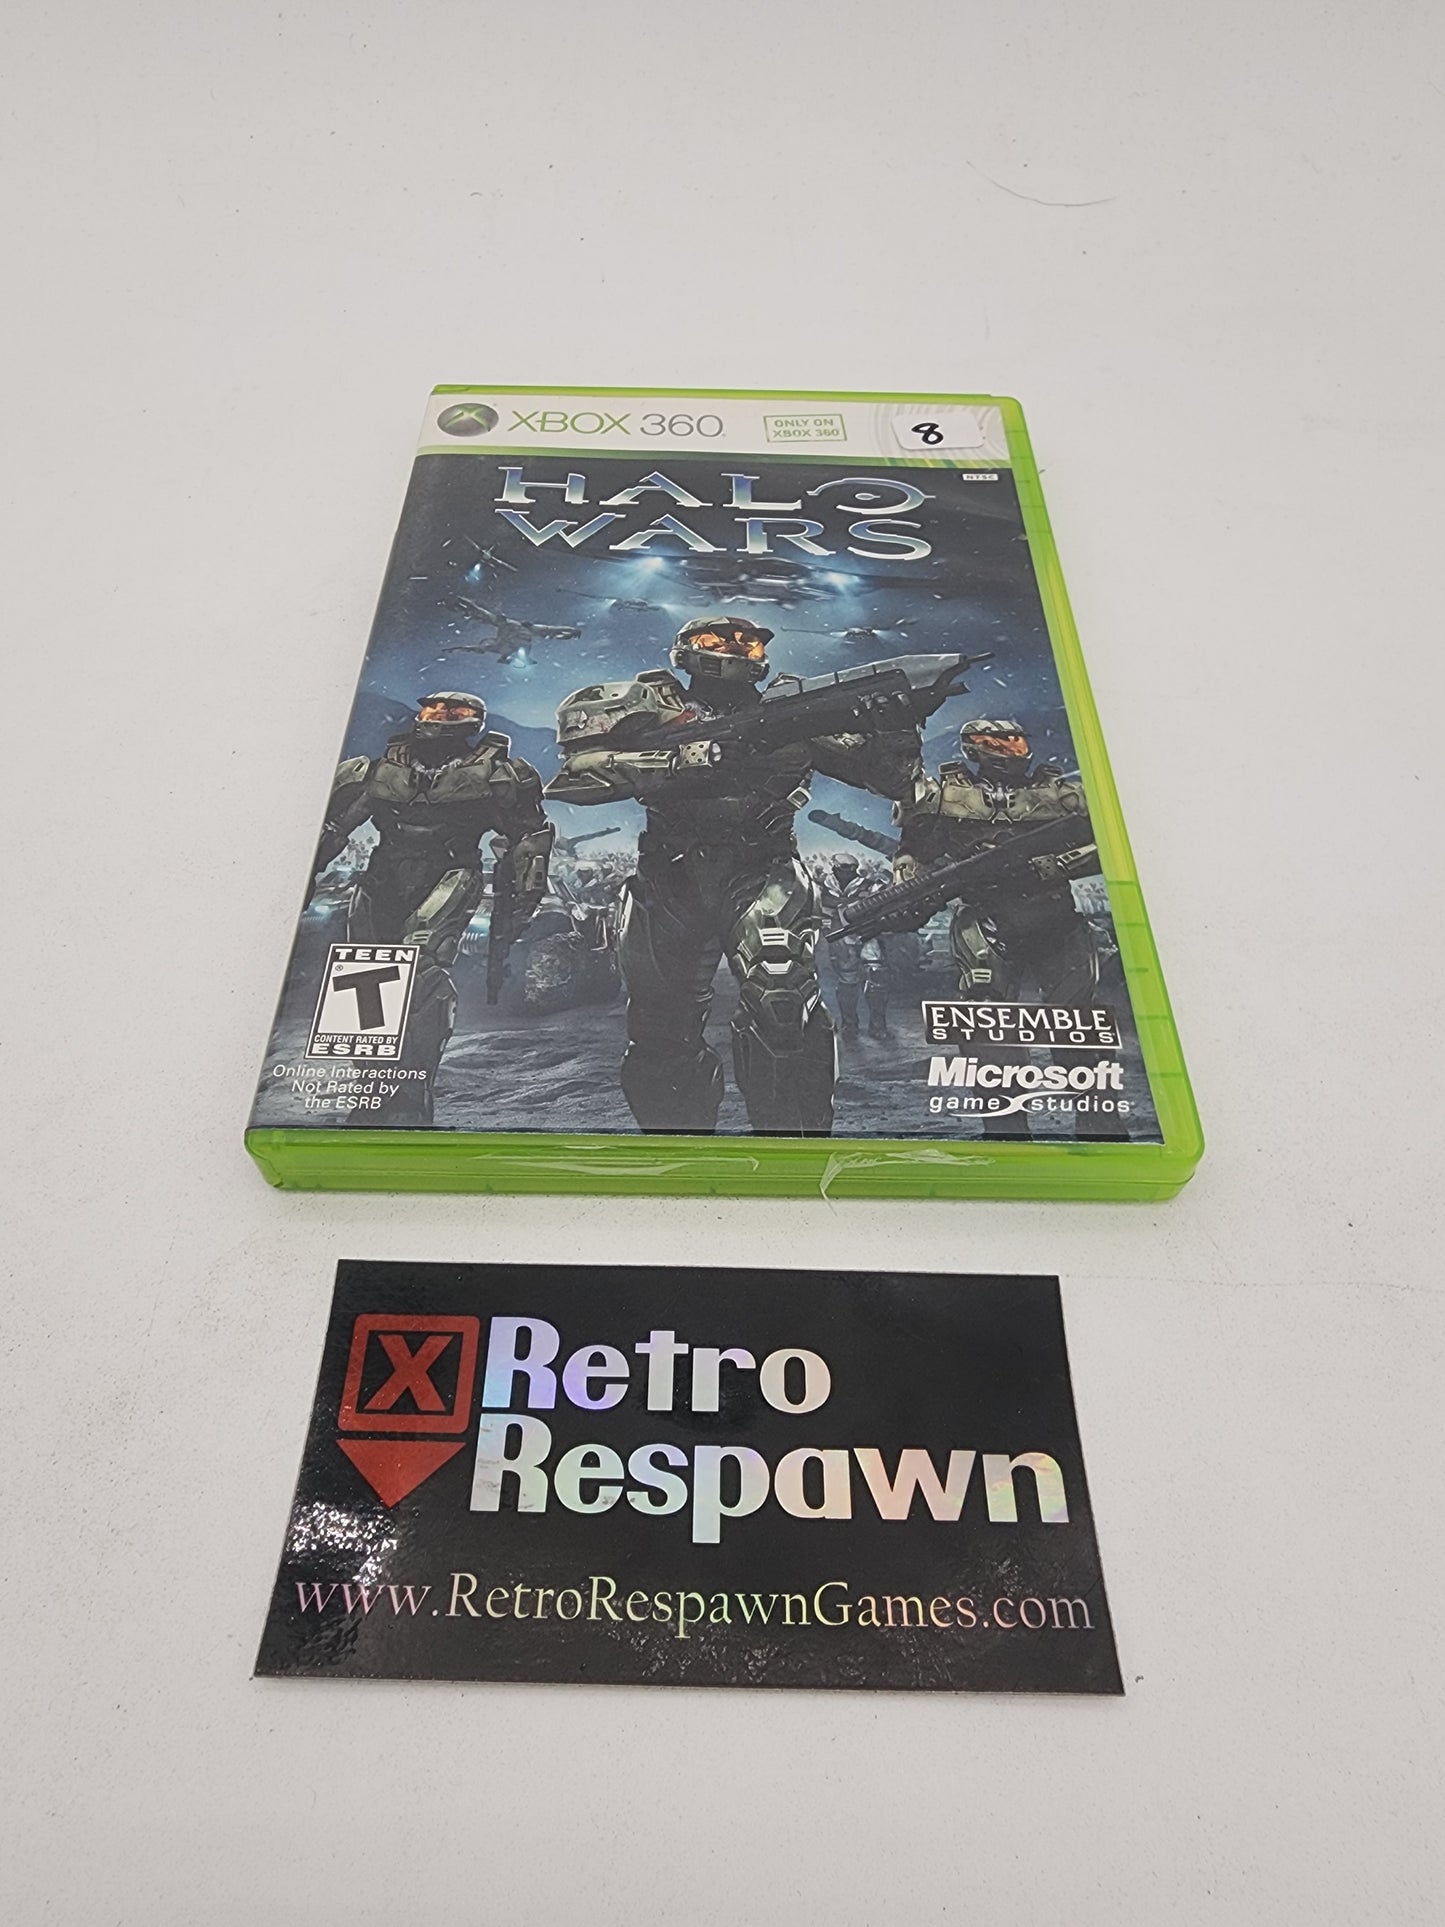 XBOX 360
ONLY ON
XBOX 360
8
NTSC
HALO
WARS
TEEN
T
CONTENT RATED BY
ESRB
Online Interactions
Not Rated by
the ESRB
ENSEMBLE
STUDIOS
Microsoft
game studios
X Retro
Respawn
www.RetroRespawnGames.com